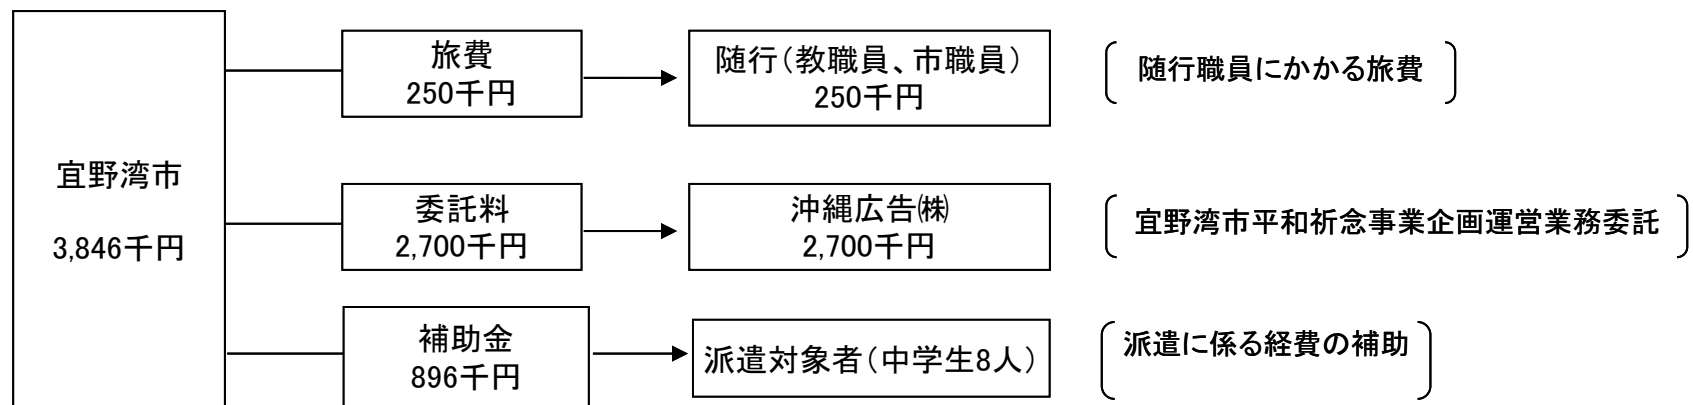 宜野湾市
3,846千円
旅費
250千円
随行(教職員、市職員)
250千円
随行職員にかかる旅費
委託料
2,700千円
沖縄広告㈱
2,700千円
宜野湾市平和祈念事業企画運営業務委託
補助金
896千円
派遣対象者(中学生8人)
派遣に係る経費の補助